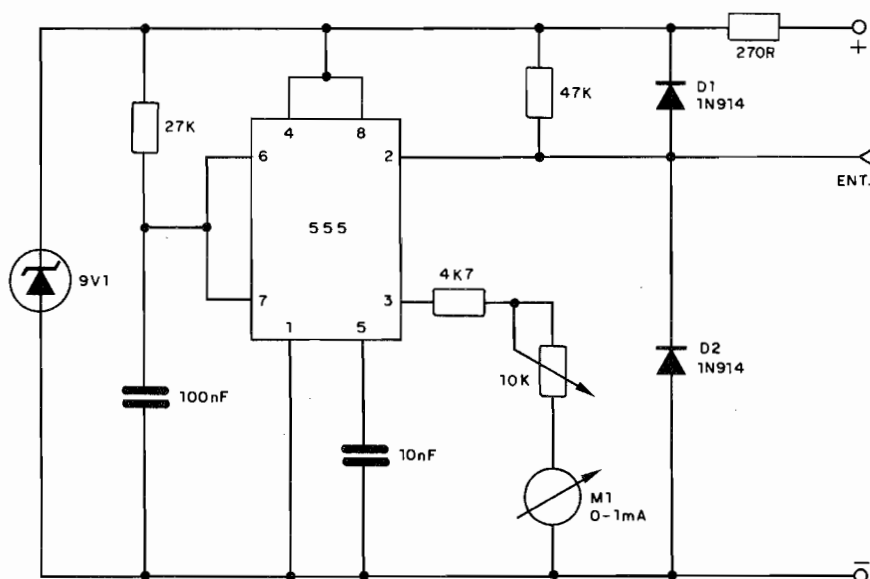 +
270R
D1
1N914
47K
27K
4
8
6
2
ENT.
555
9V1
4K7
7
3
1
5
D2
1N914
10K
100nF
10nF
M1
0-1mA
−